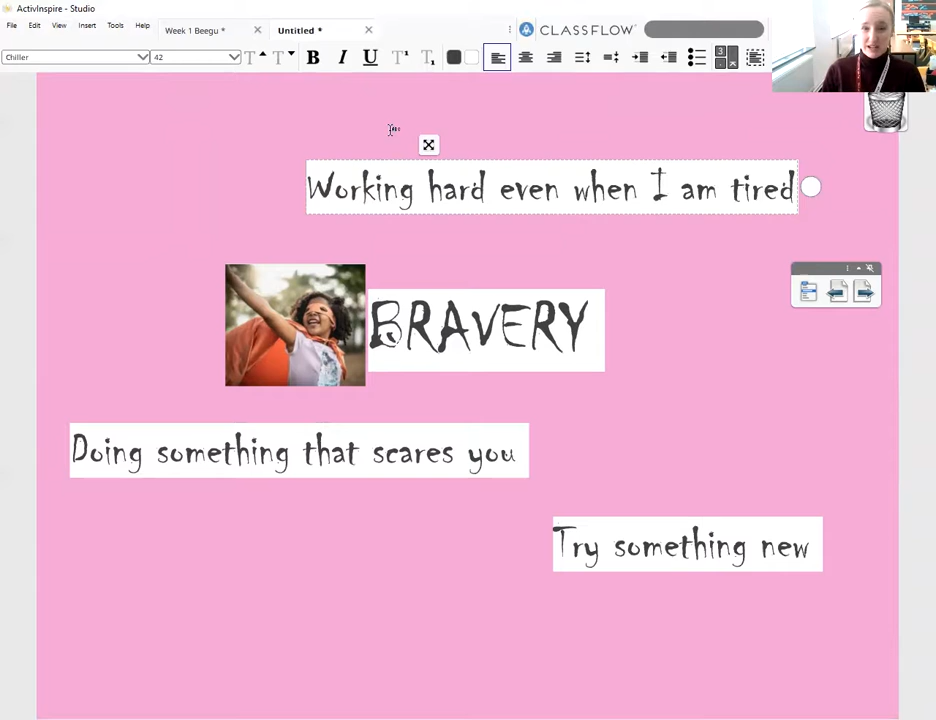 ActivInspire - Studio
File Edit View Insert Tools Help
Week 1 Beegu *
Untitled *
CLASSFLOW
Chiller
42
B I U
Working hard even when I am tired
BRAVERY
Doing something that scares you
Try something new